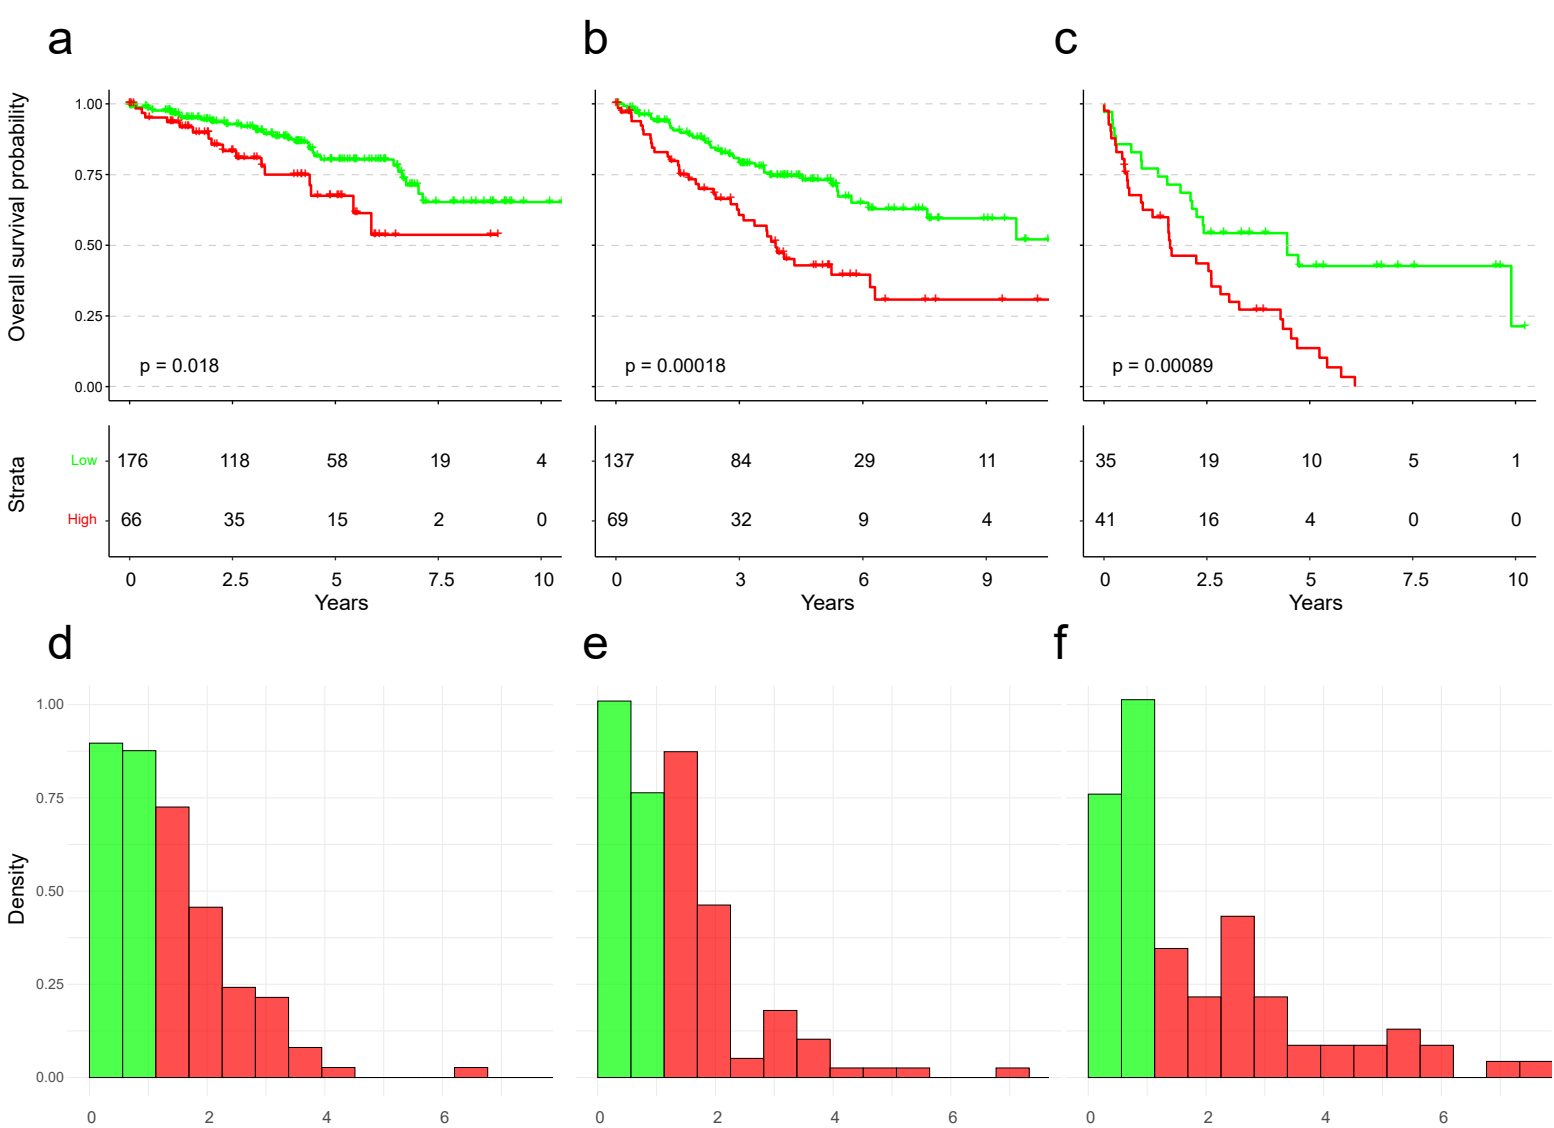 a b c
Overall survival probability
1.00
0.75
0.50
0.25
0.00
p = 0.018
p = 0.00018
p = 0.00089
Strata
Low 176 118 58 19 4 137 84 29 11 35 19 10 5 1
High 66 35 15 2 0 69 32 9 4 41 16 4 0 0
0 2.5 5 7.5 10 0 3 6 9 0 2.5 5 7.5 10
Years Years Years
d e f
Density
1.00
0.75
0.50
0.25
0.00
0 2 4 6 0 2 4 6 0 2 4 6